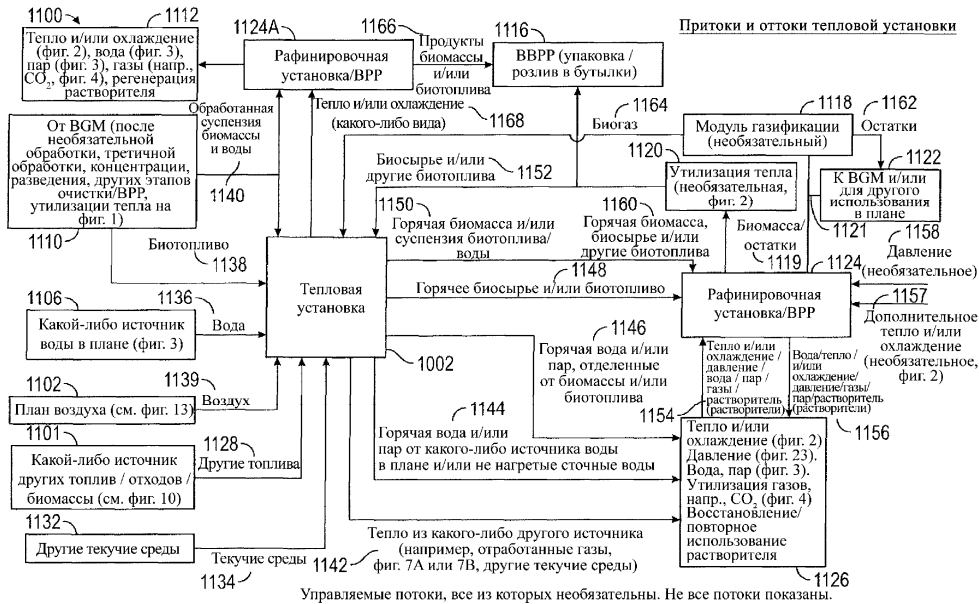 Притоки и оттоки тепловой установки
1100
1112
Тепло и/или охлаждение
(фиг. 2), вода (фиг. 3),
пар (фиг. 3), газы (напр.,
CO2, фиг. 4), регенерация
растворителя
1124A
Рафинировочная
установка/ВРР
1166
Продукты
биомассы
и/или
биотоплива
1116
ВВРР (упаковка /
розлив в бутылки)
Обработанная
суспензия
биомассы
и воды
1140
Тепло и/или охлаждение
(какого-либо вида)
1168
1164
Биогаз
1118
Модуль газификации
(необязательный)
1162
Остатки
От BGM (после
необязательной
обработки, третичной
обработки, концентрации,
разведения, других этапов
очистки/ВРР,
утилизации тепла на
фиг. 1)
1110
Биосырье и/или
другие биотоплива
1152
1120
Утилизация тепла
(необязательная,
фиг. 2)
1122
К BGM и/или
для другого
использования
в плане
1121
1150
Горячая биомасса и/или
суспензия биотоплива/
воды
1160
Горячая биомасса,
биосырье и/или
другие биотоплива
Биомасса/
остатки
1119
1158
Давление
(необязательное)
Биотопливо
1138
1148
Горячее биосырье и/или биотопливо
1124
Рафинировочная
установка/ВРР
1157
Дополнительное
тепло и/или
охлаждение
(необязательное,
фиг. 2)
Тепловая
установка
1002
1106
Какой-либо источник
воды в плане (фиг. 3)
1136
Вода
1146
Горячая вода и/или
пар, отделенные
от биомассы и/или
биотоплива
Тепло и/или
охлаждение /
давление /
вода / пар /
газы /
растворитель
(растворители)
1154
Вода/тепло /
и/или
охлаждение/
давление/газы/
пар/растворитель
(растворители)
1156
1102
План воздуха (см. фиг 13)
1139
Воздух
1144
Горячая вода и/или
пар от какого-либо источника воды
в плане и/или не нагретые сточные воды
1101
Какой-либо источник
других топлив / отходов /
биомассы (см. фиг. 10)
1128
Другие топлива
Тепло и/или
охлаждение (фиг. 2)
Давление (фиг. 23).
Вода, пар (фиг. 3).
Утилизация газов,
напр., CO2 (фиг. 4)
Восстановление/
повторное
использование
растворителя
1126
1132
Другие текучие среды
Текучие среды
1134
1142
Тепло из какого-либо другого источника
(например, отработанные газы,
фиг. 7А или 7В, другие текучие среды)
Управляемые потоки, все из которых необязательны. Не все потоки показаны.